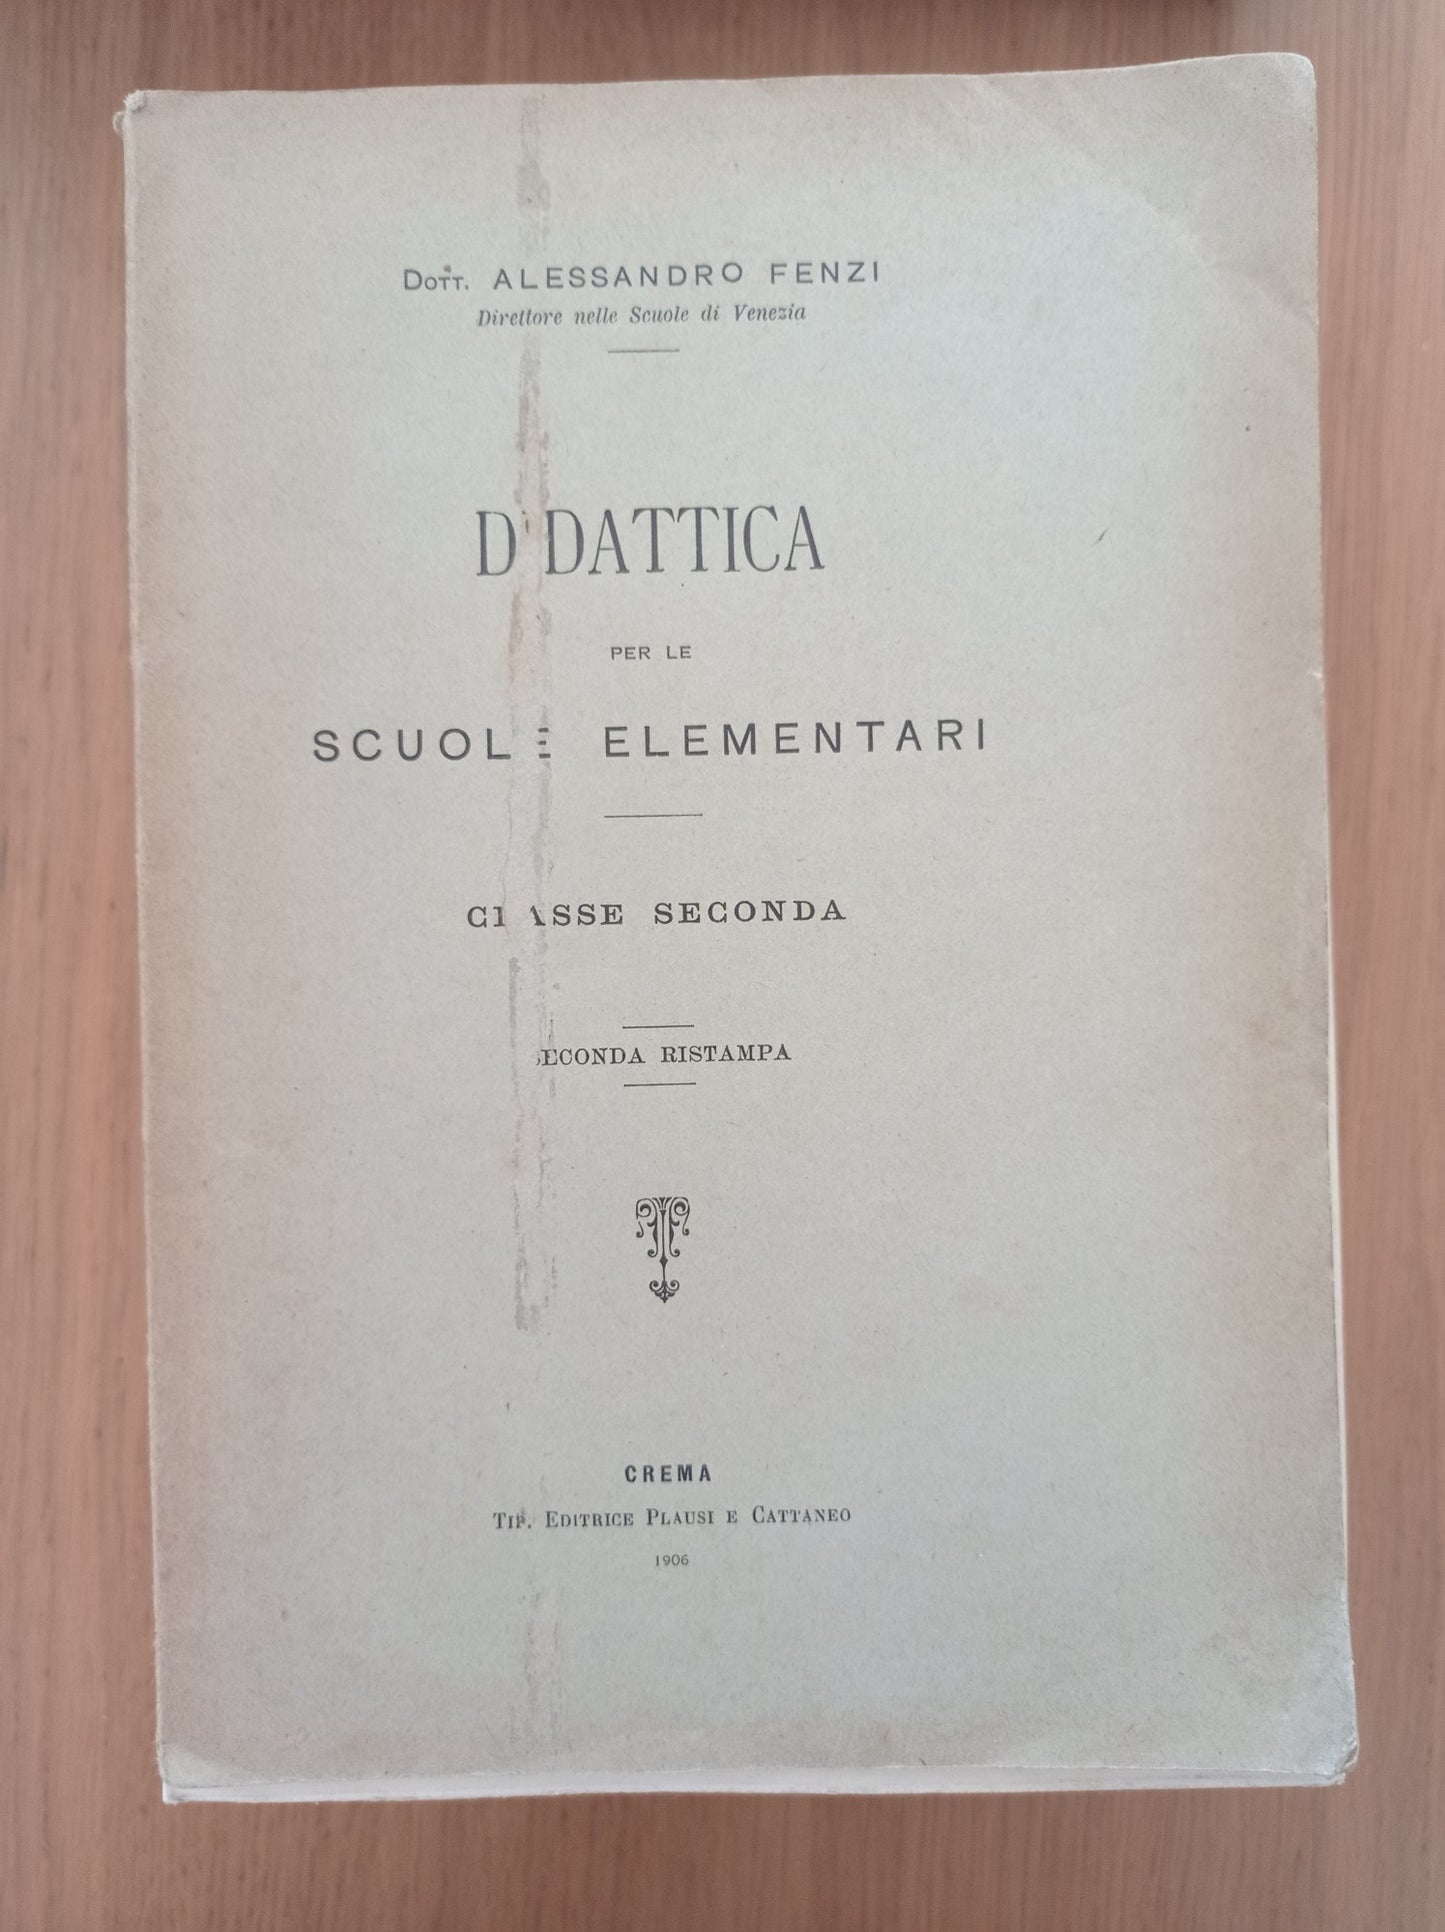 Dott. ALESSANDRO FENZI
Direttore nelle Scuole di Venezia
DIDATTICA
PER LE
SCUOLE ELEMENTARI
CLASSE SECONDA
SECONDA RISTAMPA
CREMA
Tip. Editrice Plausi e Cattaneo
1906